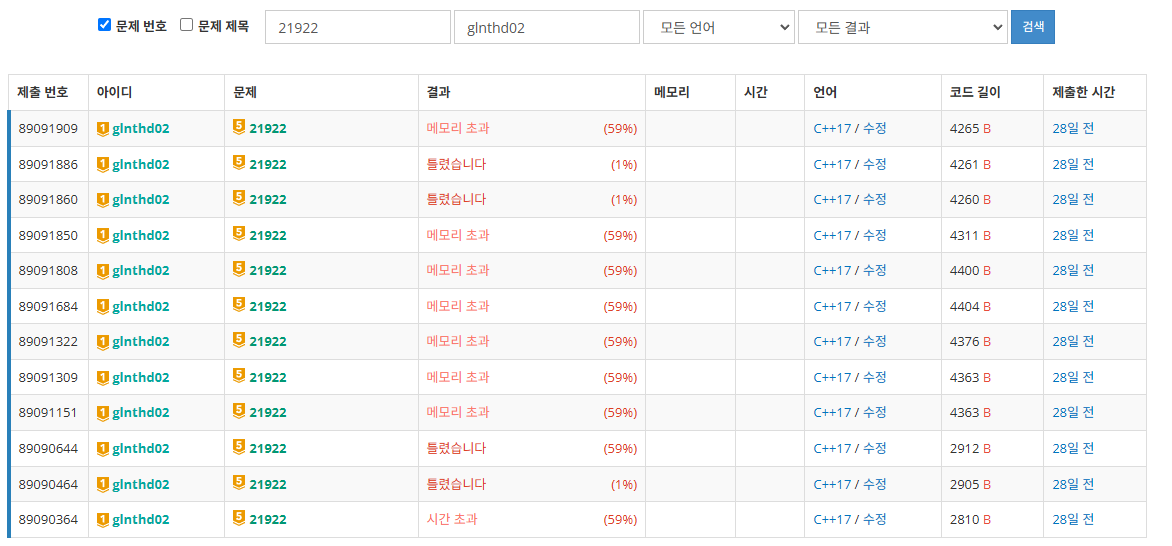 문제 번호 문제 제목 21922 glnthd02 모든 언어 모든 결과 검색
제출 번호 아이디 문제 결과 메모리 시간 언어 코드 길이 제출한 시간
89091909 1 glnthd02 5 21922 메모리 초과 (59%) C++17 / 수정 4265 B 28일 전
89091886 1 glnthd02 5 21922 틀렸습니다 (1%) C++17 / 수정 4261 B 28일 전
89091860 1 glnthd02 5 21922 틀렸습니다 (1%) C++17 / 수정 4260 B 28일 전
89091850 1 glnthd02 5 21922 메모리 초과 (59%) C++17 / 수정 4311 B 28일 전
89091808 1 glnthd02 5 21922 메모리 초과 (59%) C++17 / 수정 4400 B 28일 전
89091684 1 glnthd02 5 21922 메모리 초과 (59%) C++17 / 수정 4404 B 28일 전
89091322 1 glnthd02 5 21922 메모리 초과 (59%) C++17 / 수정 4376 B 28일 전
89091309 1 glnthd02 5 21922 메모리 초과 (59%) C++17 / 수정 4363 B 28일 전
89091151 1 glnthd02 5 21922 메모리 초과 (59%) C++17 / 수정 4363 B 28일 전
89090644 1 glnthd02 5 21922 틀렸습니다 (59%) C++17 / 수정 2912 B 28일 전
89090464 1 glnthd02 5 21922 틀렸습니다 (1%) C++17 / 수정 2905 B 28일 전
89090364 1 glnthd02 5 21922 시간 초과 (59%) C++17 / 수정 2810 B 28일 전